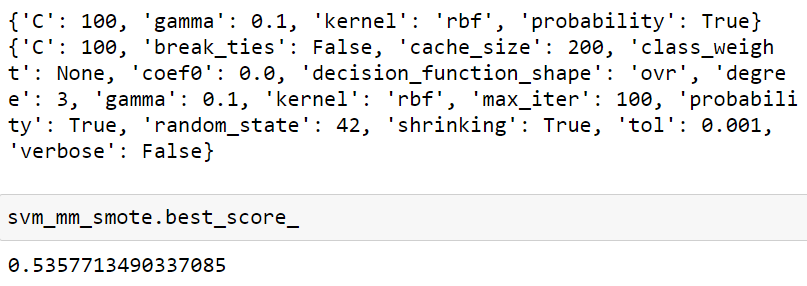 {'C': 100, 'gamma': 0.1, 'kernel': 'rbf', 'probability': True}
{'C': 100, 'break_ties': False, 'cache_size': 200, 'class_weigh
t': None, 'coef0': 0.0, 'decision_function_shape': 'ovr', 'degre
e': 3, 'gamma': 0.1, 'kernel': 'rbf', 'max_iter': 100, 'probabili
ty': True, 'random_state': 42, 'shrinking': True, 'tol': 0.001,
'verbose': False}
svm_mm_smote.best_score_
0.5357713490337085